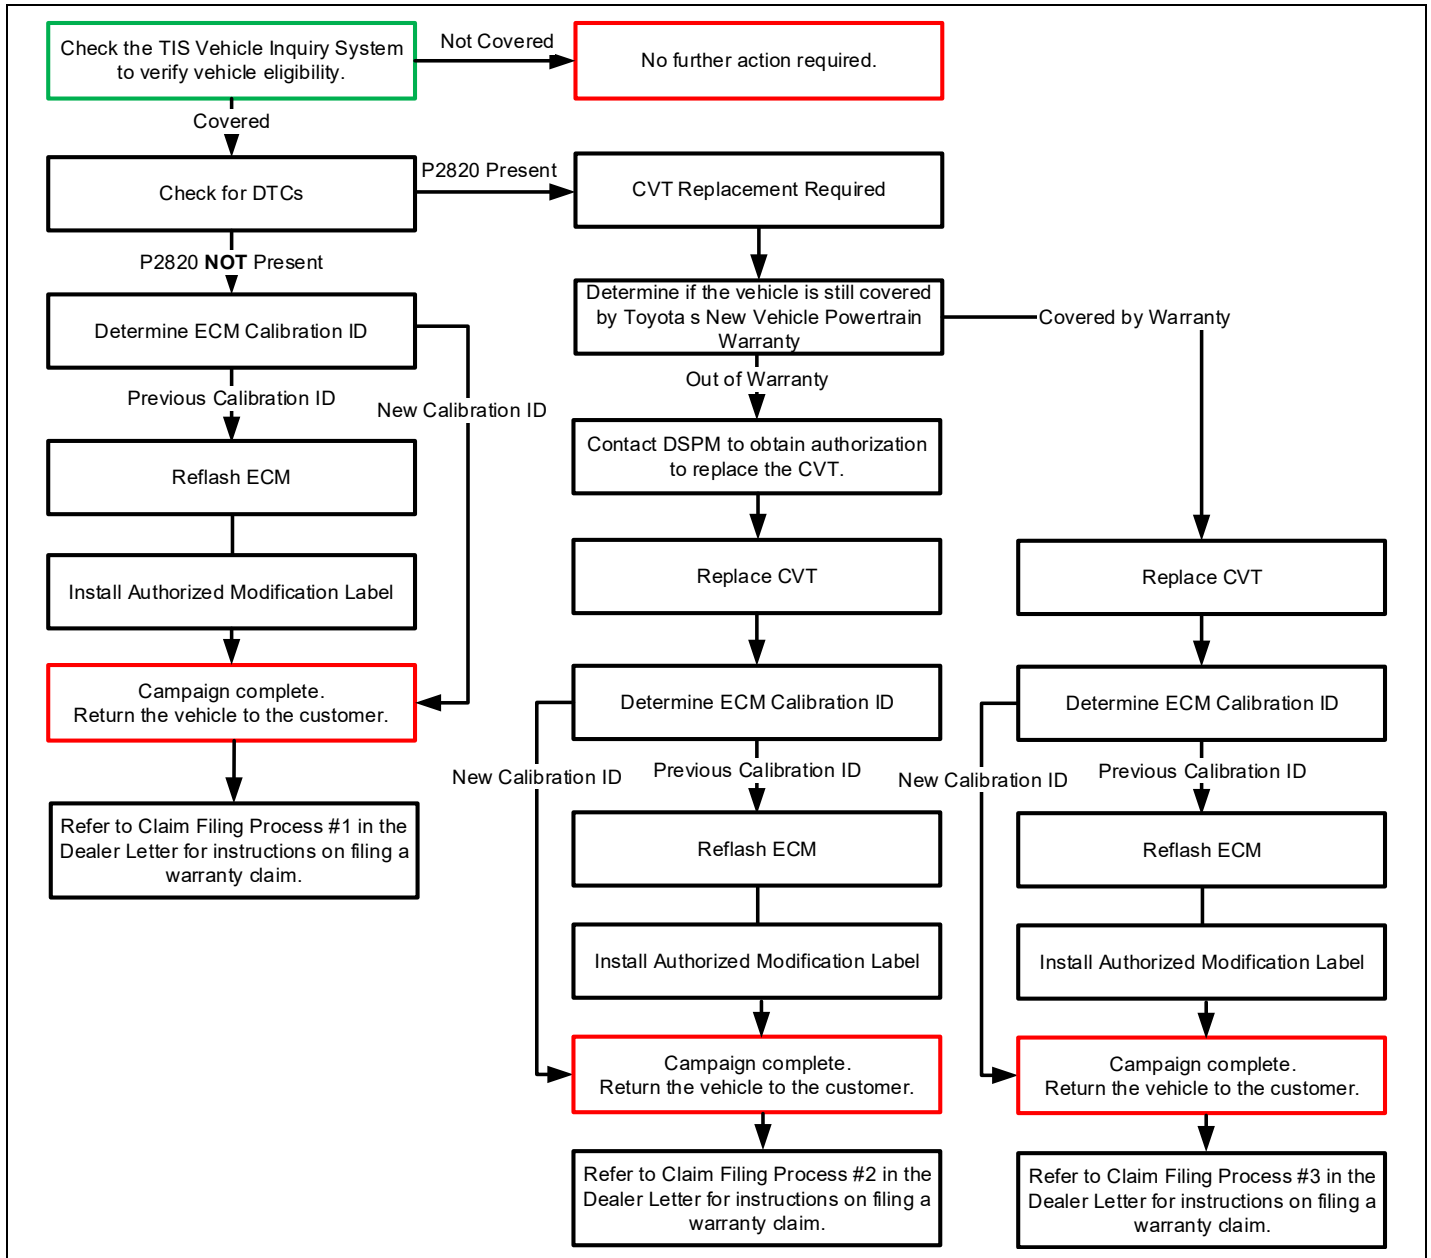 Check the TIS Vehicle Inquiry System
to verify vehicle eligibility.
Not Covered
No further action required.
Covered
Check for DTCs
P2820 Present
CVT Replacement Required
P2820 NOT Present
Determine ECM Calibration ID
Determine if the vehicle is still covered
by Toyota s New Vehicle Powertrain
Warranty
Covered by Warranty
Out of Warranty
Previous Calibration ID
New Calibration ID
Reflash ECM
Contact DSPM to obtain authorization
to replace the CVT.
Install Authorized Modification Label
Replace CVT
Replace CVT
Campaign complete.
Return the vehicle to the customer.
Determine ECM Calibration ID
Determine ECM Calibration ID
New Calibration ID
Previous Calibration ID
New Calibration ID
Previous Calibration ID
Refer to Claim Filing Process #1 in the
Dealer Letter for instructions on filing a
warranty claim.
Reflash ECM
Reflash ECM
Install Authorized Modification Label
Install Authorized Modification Label
Campaign complete.
Return the vehicle to the customer.
Campaign complete.
Return the vehicle to the customer.
Refer to Claim Filing Process #2 in the
Dealer Letter for instructions on filing a
warranty claim.
Refer to Claim Filing Process #3 in the
Dealer Letter for instructions on filing a
warranty claim.